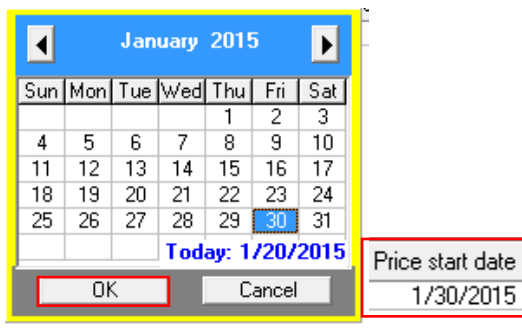 January 2015
Sun Mon Tue Wed Thu Fri Sat
1 2 3
4 5 6 7 8 9 10
11 12 13 14 15 16 17
18 19 20 21 22 23 24
25 26 27 28 29 30 31
Today: 1/20/2015
OK Cancel
Price start date
1/30/2015